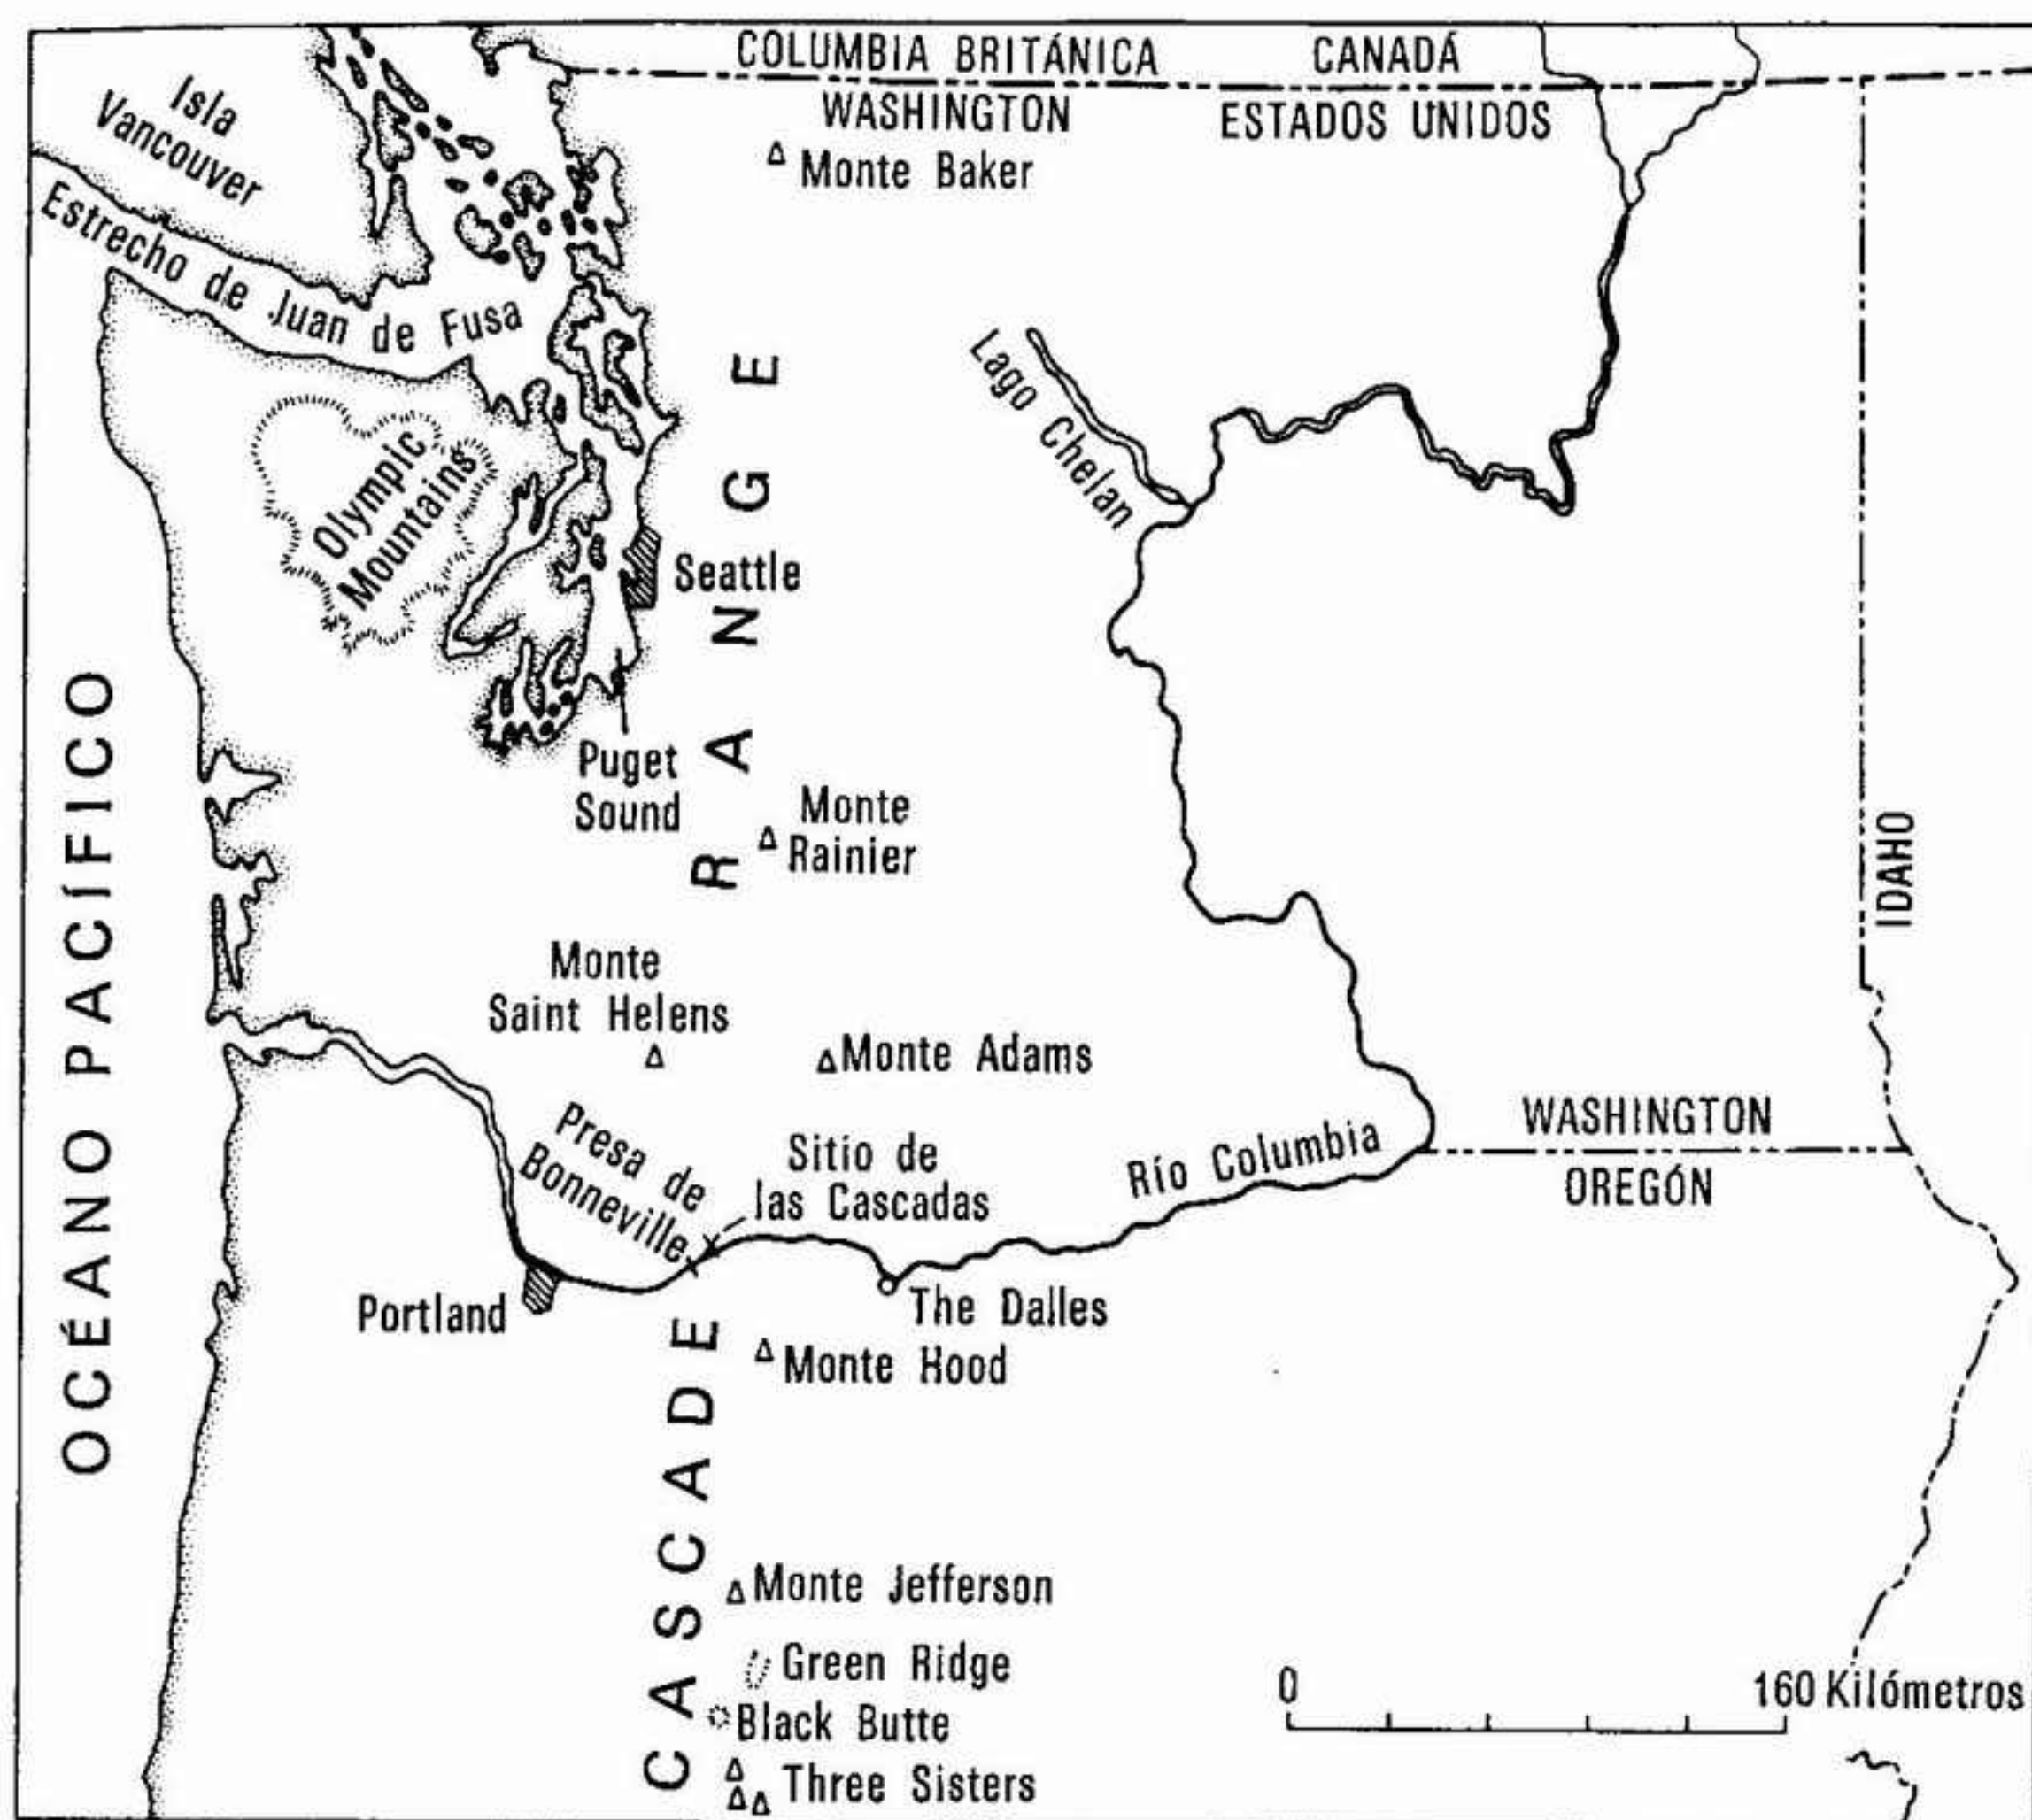 COLUMBIA BRITÁNICA
CANADÁ
WASHINGTON
ESTADOS UNIDOS
Isla
Vancouver
Monte Baker
Estrecho de Juan de Fusa
Lago Chelan
Olympic
Mountains
Seattle
Puget
Sound
Monte
Rainier
OCÉANO PACÍFICO
IDAHO
Monte
Saint Helens
Monte Adams
WASHINGTON
OREGÓN
Presa de
Bonneville
Sitio de
las Cascadas
Río Columbia
Portland
The Dalles
Monte Hood
CASCADE RANGE
Monte Jefferson
Green Ridge
Black Butte
Three Sisters
0
160 Kilómetros